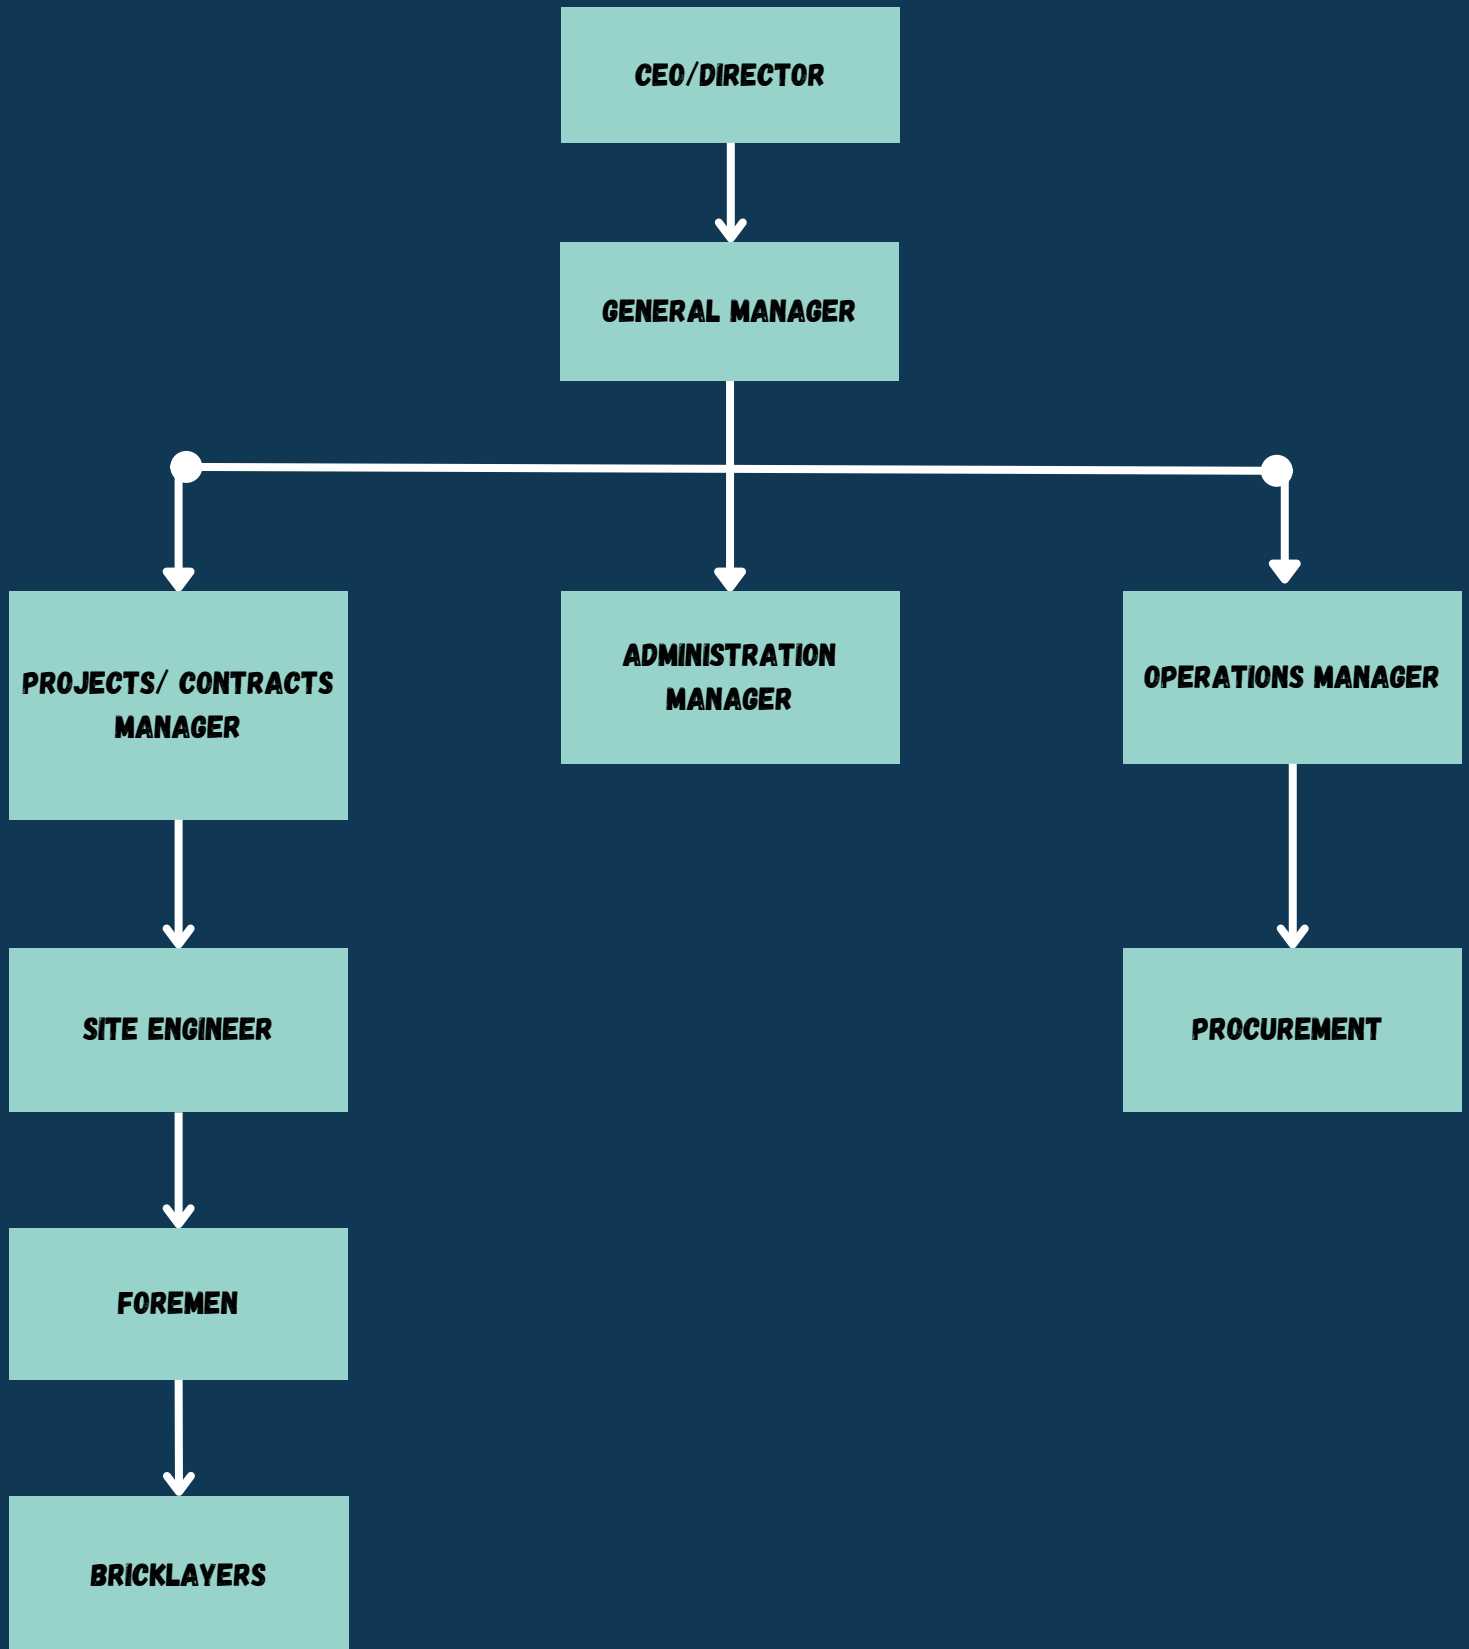 CEO/DIRECTOR
GENERAL MANAGER
PROJECTS/ CONTRACTS
MANAGER
ADMINISTRATION
MANAGER
OPERATIONS MANAGER
SITE ENGINEER
PROCUREMENT
FOREMEN
BRICKLAYERS